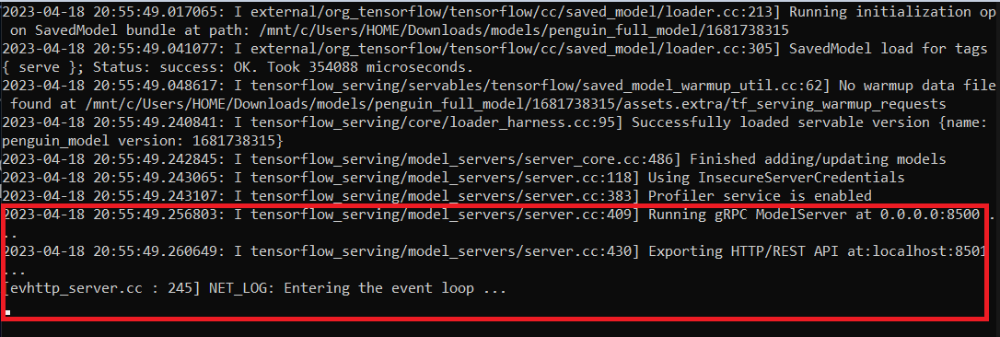 2023-04-18 20:55:49.017065: I external/org_tensorflow/tensorflow/cc/saved_model/loader.cc:213] Running initialization op
on SavedModel bundle at path: /mnt/c/Users/HOME/Downloads/models/penguin_full_model/1681738315
2023-04-18 20:55:49.041077: I external/org_tensorflow/tensorflow/cc/saved_model/loader.cc:305] SavedModel load for tags
{ serve }; Status: success: OK. Took 354088 microseconds.
2023-04-18 20:55:49.048617: I tensorflow_serving/servables/tensorflow/saved_model_warmup_util.cc:62] No warmup data file
found at /mnt/c/Users/HOME/Downloads/models/penguin_full_model/1681738315/assets.extra/tf_serving_warmup_requests
2023-04-18 20:55:49.240841: I tensorflow_serving/core/loader_harness.cc:95] Successfully loaded servable version {name:
penguin_model version: 1681738315}
2023-04-18 20:55:49.242845: I tensorflow_serving/model_servers/server_core.cc:486] Finished adding/updating models
2023-04-18 20:55:49.243065: I tensorflow_serving/model_servers/server.cc:118] Using InsecureServerCredentials
2023-04-18 20:55:49.243107: I tensorflow_serving/model_servers/server.cc:383] Profiler service is enabled
2023-04-18 20:55:49.256803: I tensorflow_serving/model_servers/server.cc:409] Running gRPC ModelServer at 0.0.0.0:8500 .
..
2023-04-18 20:55:49.260649: I tensorflow_serving/model_servers/server.cc:430] Exporting HTTP/REST API at:localhost:8501
...
[evhttp_server.cc : 245] NET_LOG: Entering the event loop ...